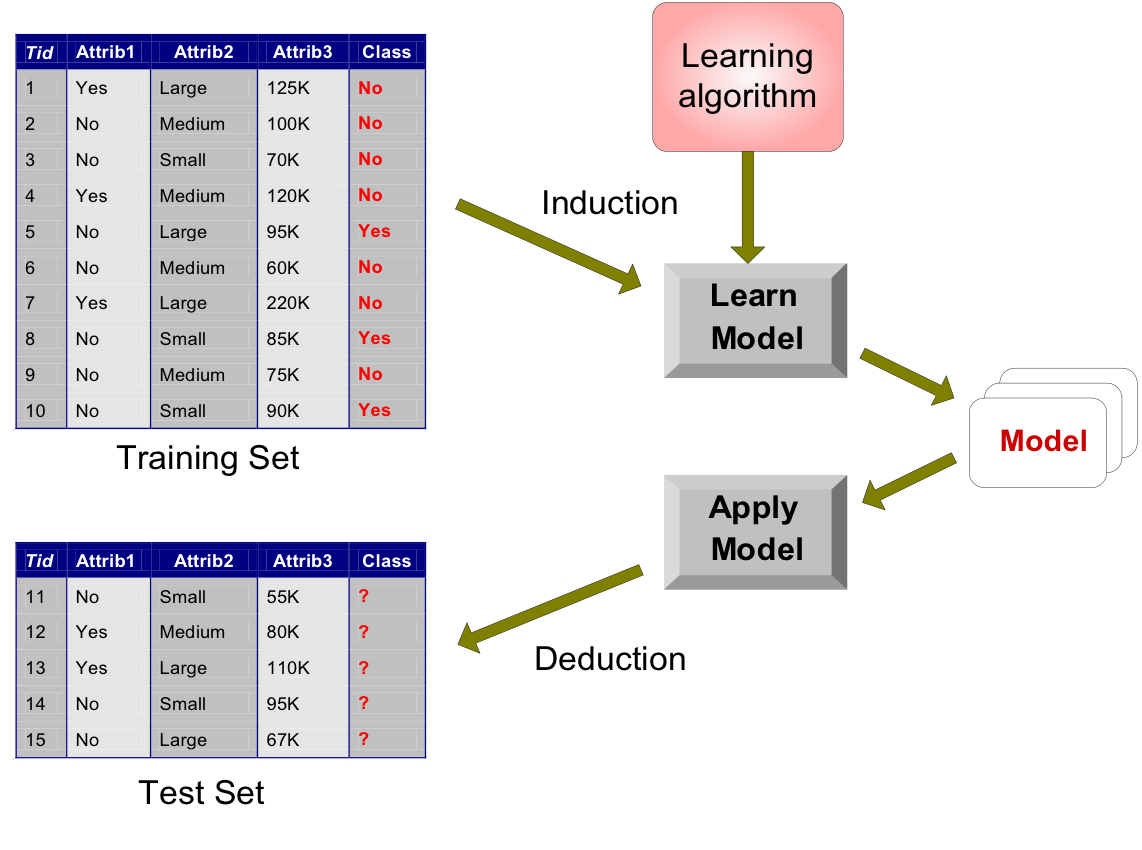 Tid Attrib1 Attrib2 Attrib3 Class
1 Yes Large 125K No
2 No Medium 100K No
3 No Small 70K No
4 Yes Medium 120K No
5 No Large 95K Yes
6 No Medium 60K No
7 Yes Large 220K No
8 No Small 85K Yes
9 No Medium 75K No
10 No Small 90K Yes
Training Set
Learning
algorithm
Induction
Learn
Model
Model
Apply
Model
Deduction
Tid Attrib1 Attrib2 Attrib3 Class
11 No Small 55K ?
12 Yes Medium 80K ?
13 Yes Large 110K ?
14 No Small 95K ?
15 No Large 67K ?
Test Set